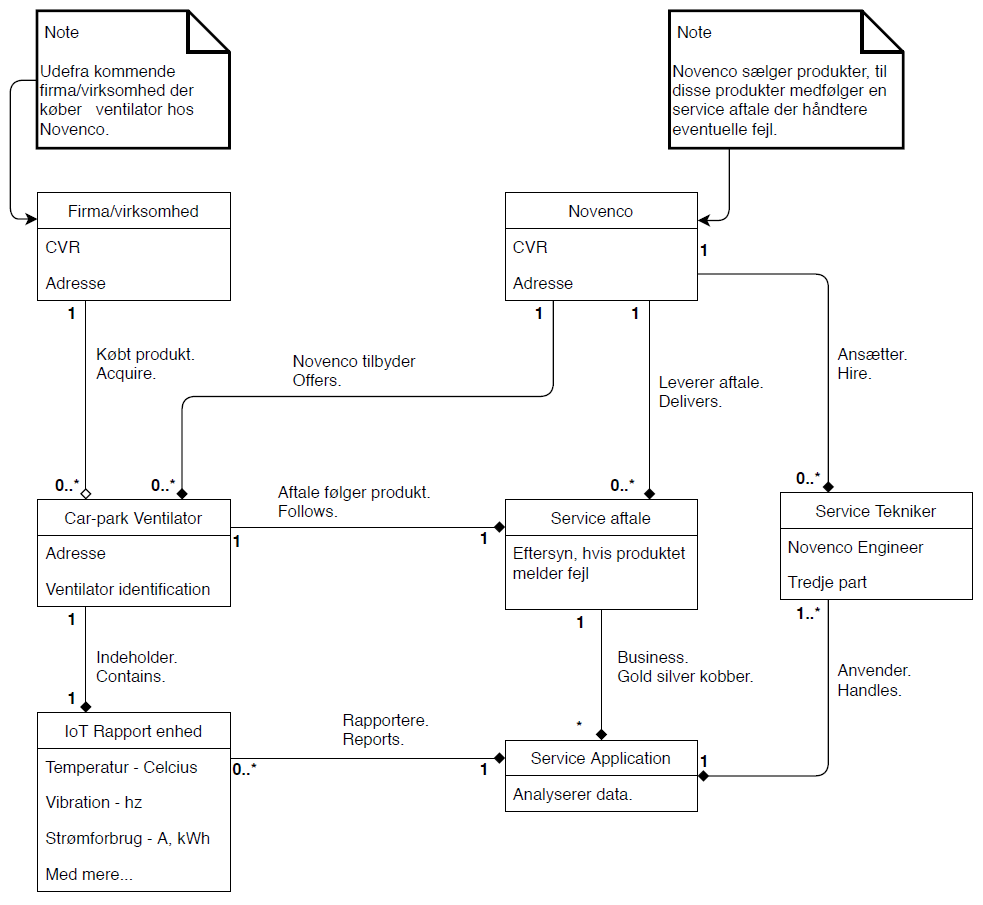 Note
Udefra kommende
firma/virksomhed der
køber ventilator hos
Novenco.
Note
Novenco sælger produkter, til
disse produkter medfølger en
service aftale der håndtere
eventuelle fejl.
Firma/virksomhed
CVR
Adresse
Novenco
CVR
Adresse
1
1
1
1
Købt produkt.
Acquire.
Novenco tilbyder
Offers.
Leverer aftale.
Delivers.
Ansætter.
Hire.
0..*
0..*
0..*
0..*
Car-park Ventilator
Adresse
Ventilator identification
Aftale følger produkt.
Follows.
1
1
Service aftale
Eftersyn, hvis produktet
melder fejl
Service Tekniker
Novenco Engineer
Tredje part
1
1
1..*
Indeholder.
Contains.
Business.
Gold silver kobber.
Anvender.
Handles.
1
*
IoT Rapport enhed
Temperatur - Celcius
Vibration - hz
Strømforbrug - A, kWh
Med mere...
Rapportere.
Reports.
0..*
1
Service Application
Analyserer data.
1